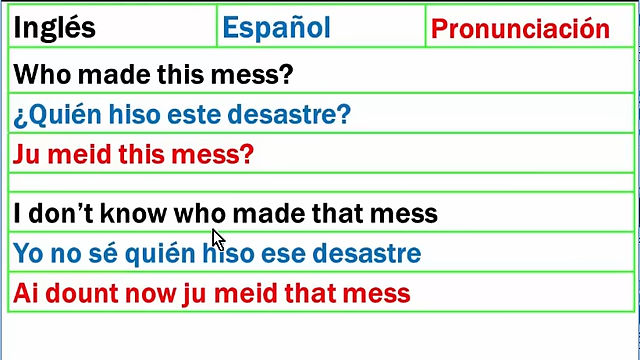 Inglés Español Pronunciación
Who made this mess?
¿Quién hiso este desastre?
Ju meid this mess?
I don't know who made that mess
Yo no sé quién hiso ese desastre
Ai dount now ju meid that mess